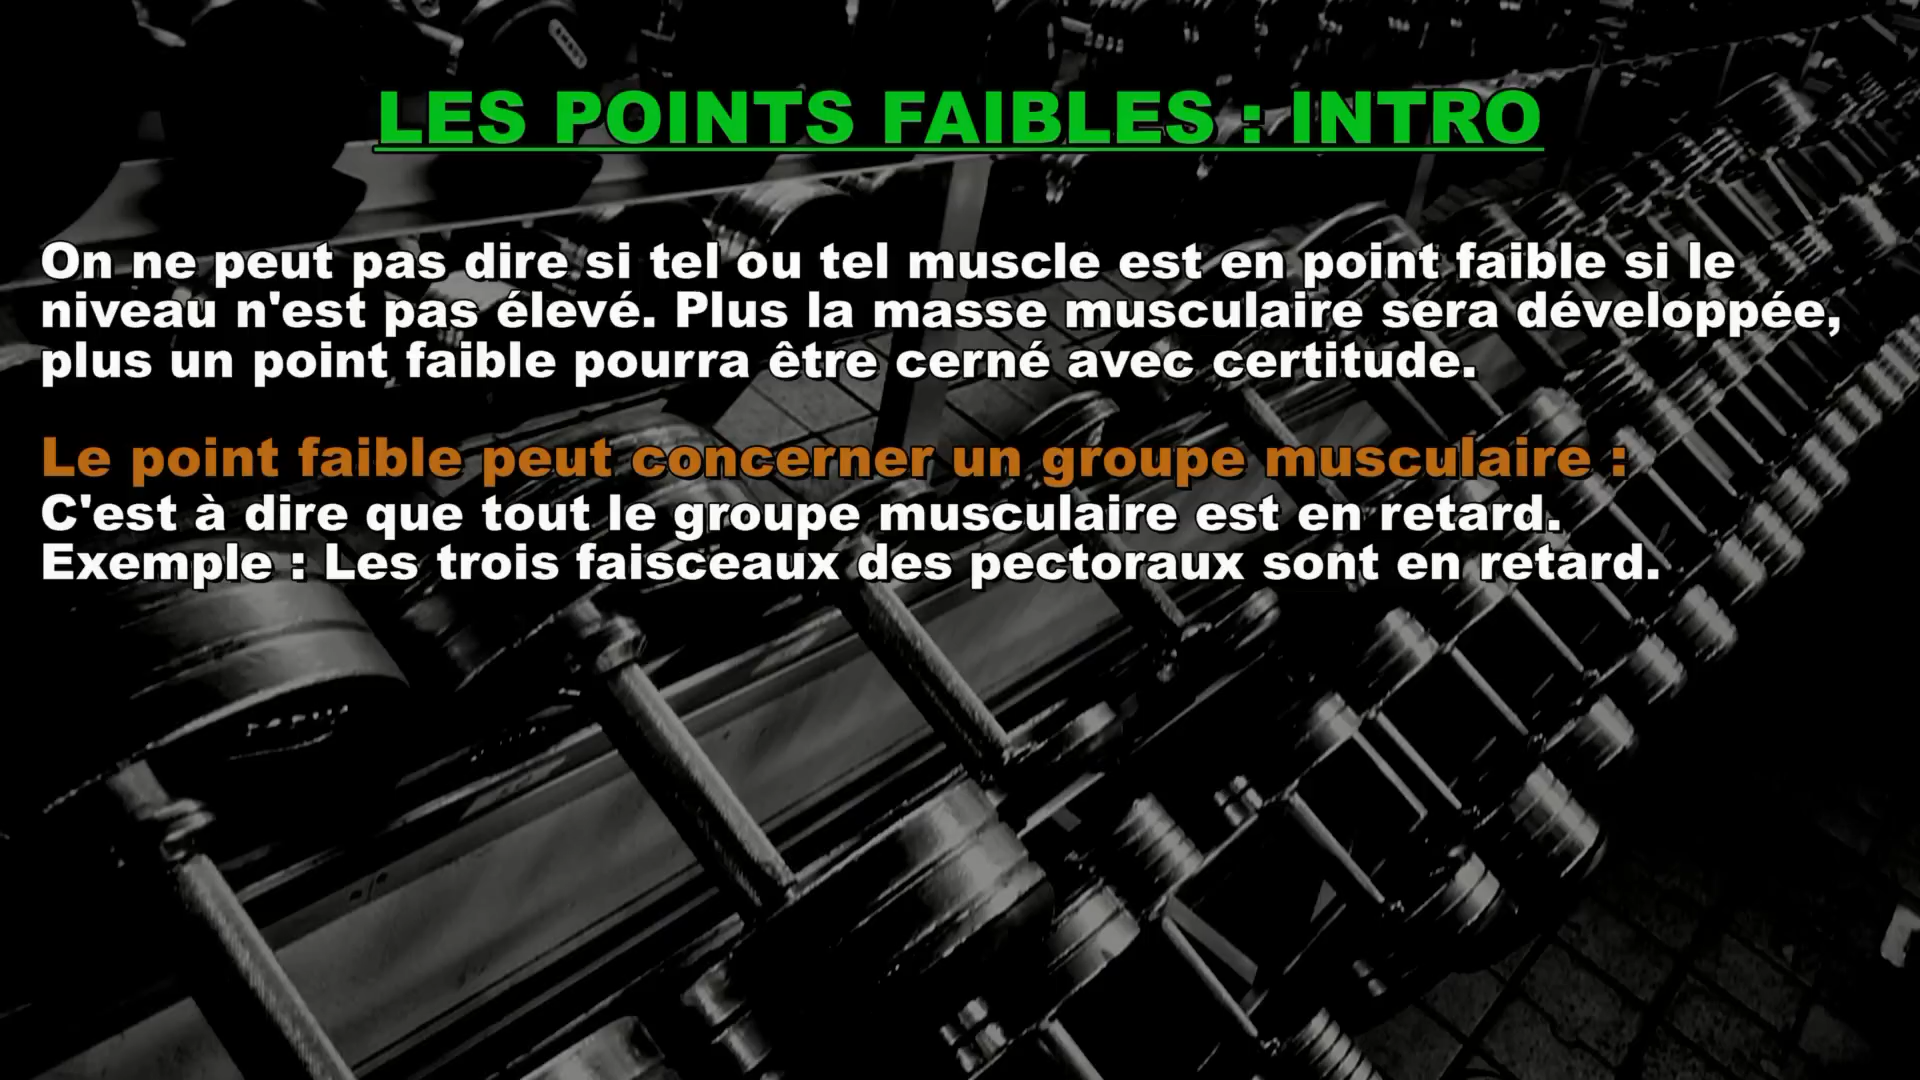 LES POINTS FAIBLES : INTRO
On ne peut pas dire si tel ou tel muscle est en point faible si le
niveau n'est pas élevé. Plus la masse musculaire sera développée,
plus un point faible pourra être cerné avec certitude.
Le point faible peut concerner un groupe musculaire :
C'est à dire que tout le groupe musculaire est en retard.
Exemple : Les trois faisceaux des pectoraux sont en retard.